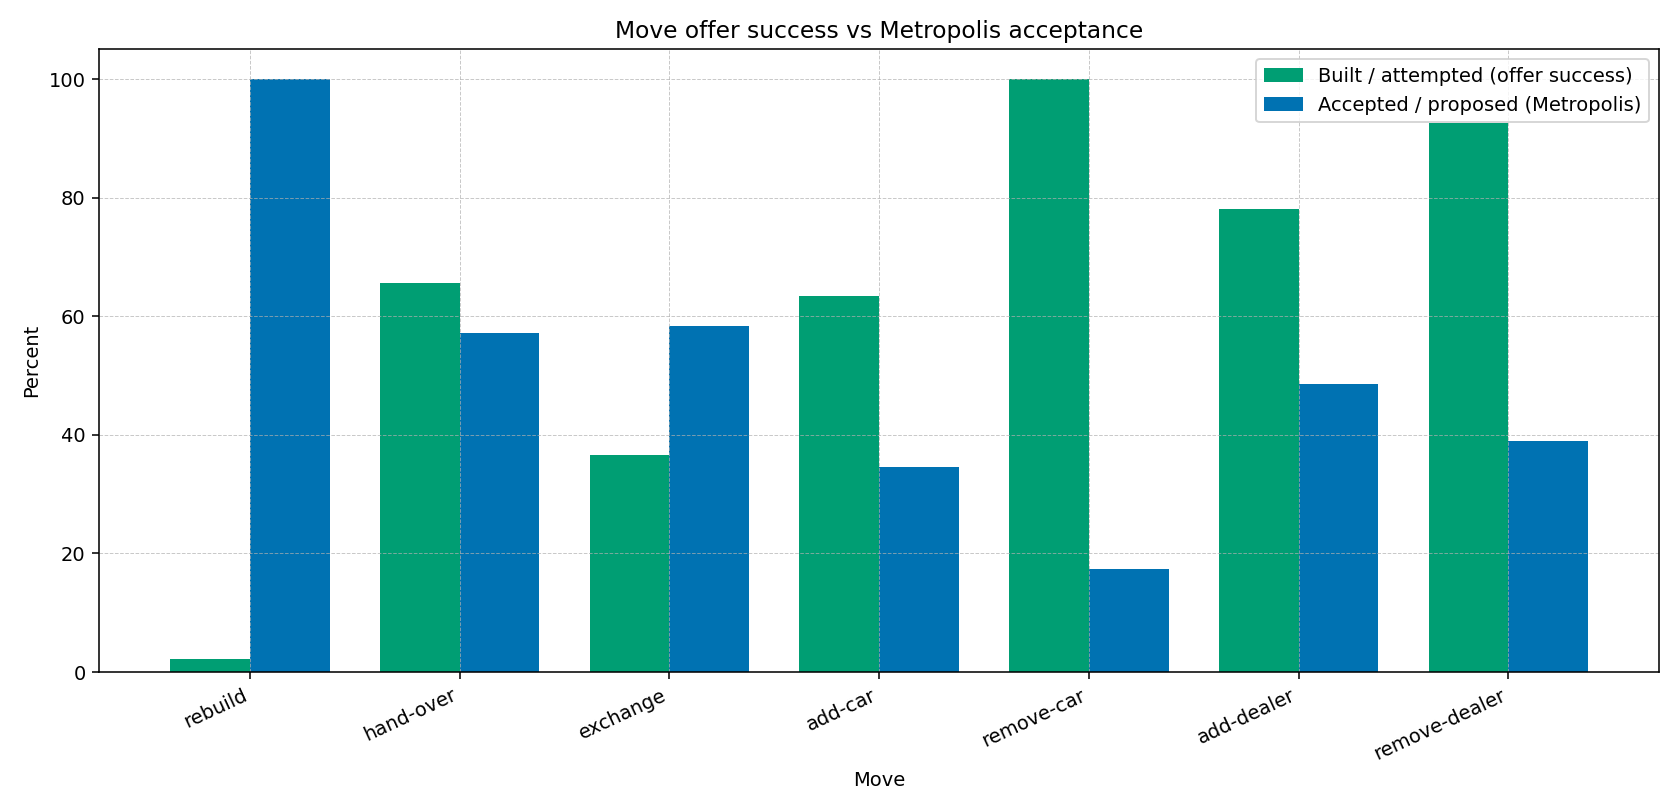 Move offer success vs Metropolis acceptance
Built / attempted (offer success)
Accepted / proposed (Metropolis)
Percent
100
80
60
40
20
0
rebuild
hand-over
exchange
add-car
remove-car
add-dealer
remove-dealer
Move